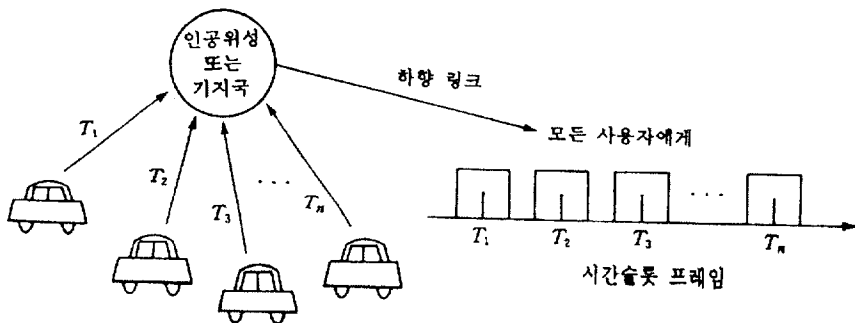 인공위성
또는
기지국
하향 링크
모든 사용자에게
T₁
T₂
T₃
. . .
Tₙ
. . .
T₁
T₂
T₃
Tₙ
시간슬롯 프레임